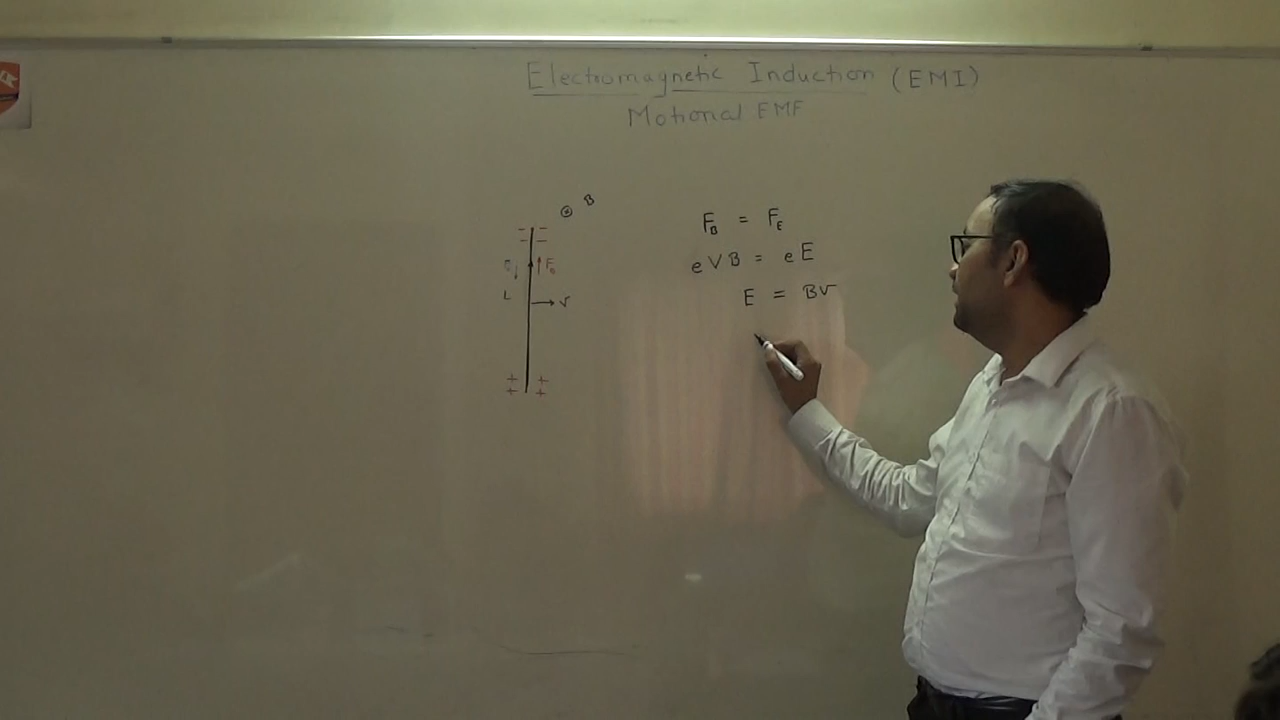 Electromagnetic Induction (EMI)
Motional EMF
B
F_B = F_E
eVB = eE
E = Bv
- -
- -
L
v
+ +
+ +